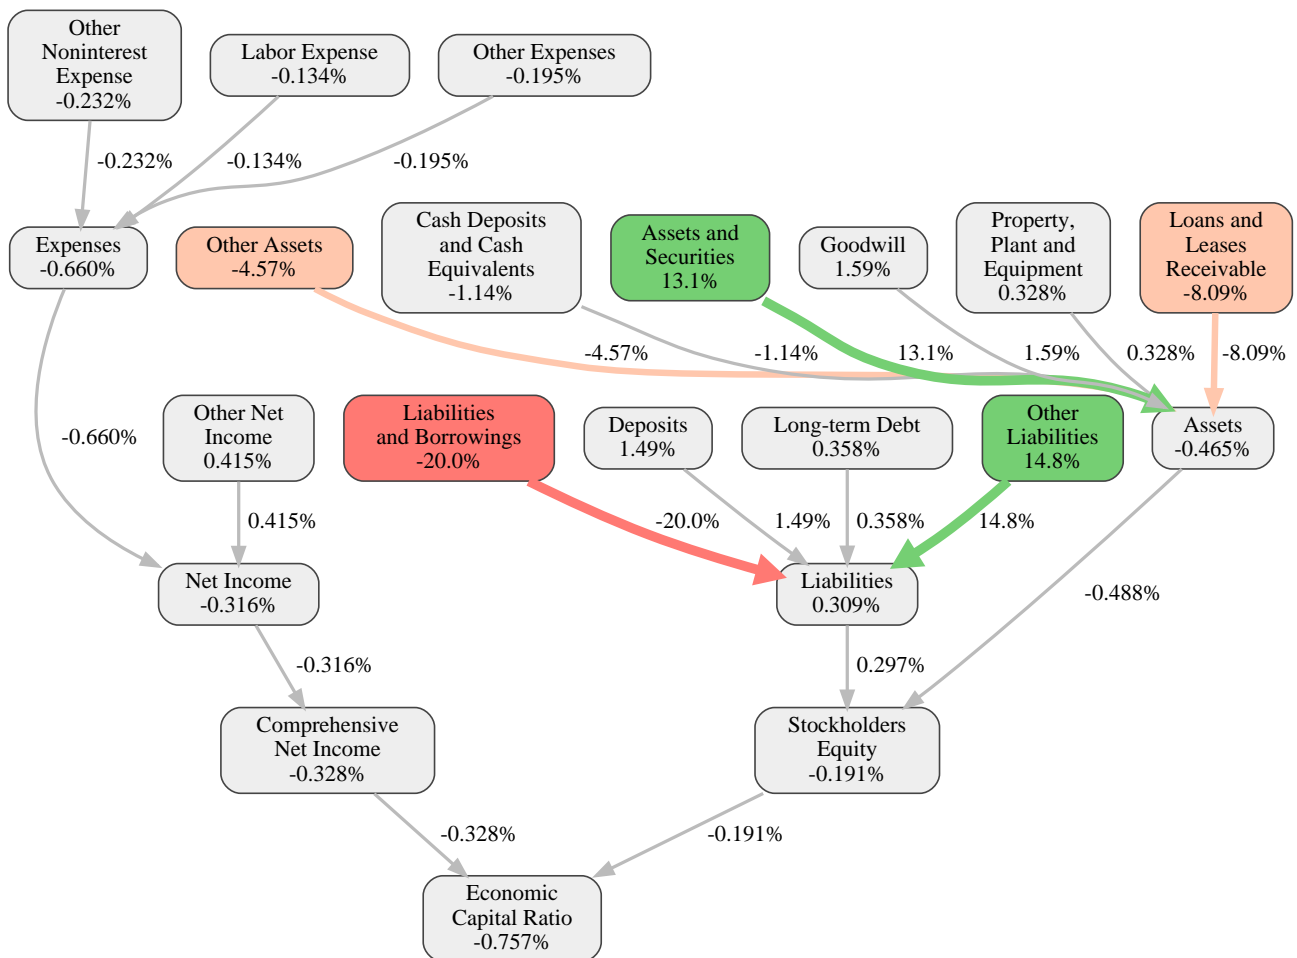 Other
Noninterest
Expense
-0.232%
Labor Expense
-0.134%
Other Expenses
-0.195%
-0.232%
-0.134%
-0.195%
Expenses
-0.660%
Other Assets
-4.57%
Cash Deposits
and Cash
Equivalents
-1.14%
Assets and
Securities
13.1%
Goodwill
1.59%
Property,
Plant and
Equipment
0.328%
Loans and
Leases
Receivable
-8.09%
-4.57%
-1.14%
13.1%
1.59%
0.328%
-8.09%
-0.660%
Other Net
Income
0.415%
Liabilities
and Borrowings
-20.0%
Deposits
1.49%
Long-term Debt
0.358%
Other
Liabilities
14.8%
Assets
-0.465%
0.415%
-20.0%
1.49%
0.358%
14.8%
Net Income
-0.316%
Liabilities
0.309%
-0.488%
-0.316%
0.297%
Comprehensive
Net Income
-0.328%
Stockholders
Equity
-0.191%
-0.328%
-0.191%
Economic
Capital Ratio
-0.757%